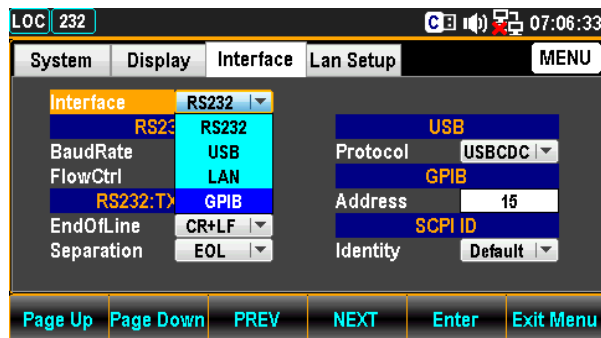 LOC 232 C 07:06:33
System Display Interface Lan Setup MENU
Interface RS232
RS232
USB
LAN
GPIB
BaudRate
FlowCtrl
RS232:TX
EndOfLine CR+LF
Separation EOL
USB
Protocol USBCDC
GPIB
Address 15
SCPI ID
Identity Default
Page Up Page Down PREV NEXT Enter Exit Menu